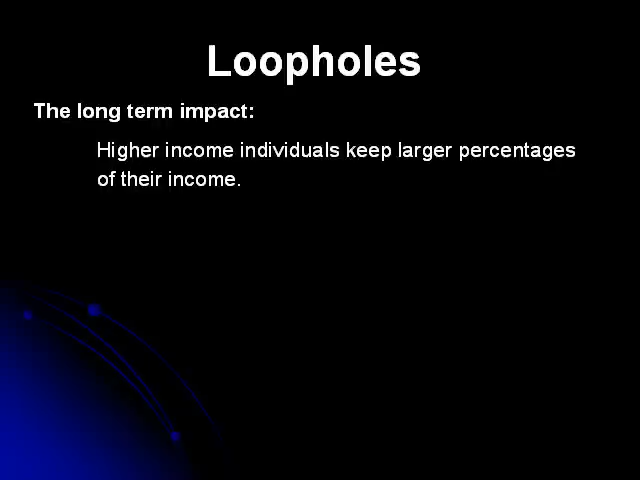 Loopholes
The long term impact:
Higher income individuals keep larger percentages
of their income.